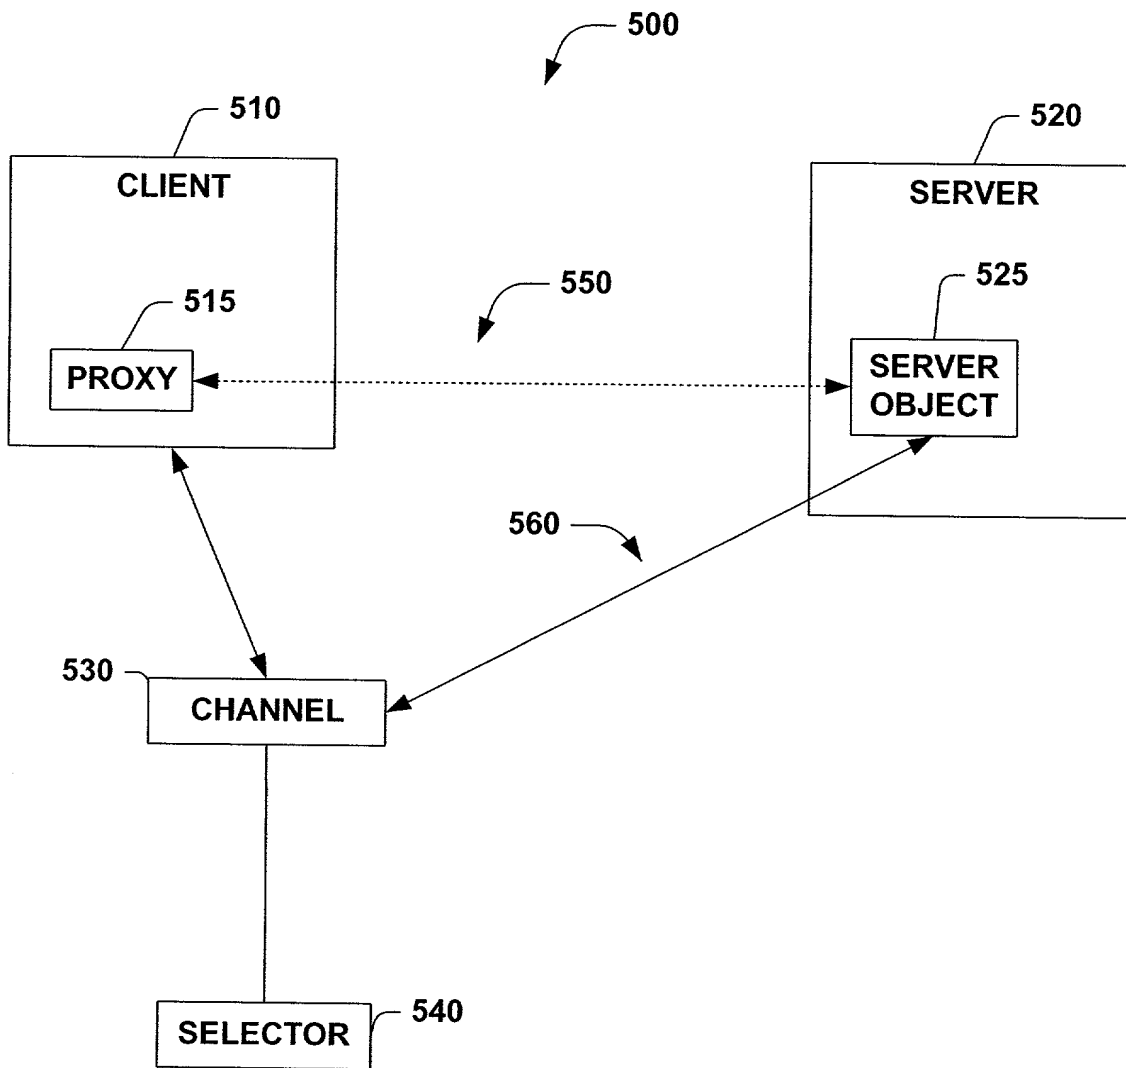 500
510
520
CLIENT
SERVER
550
525
515
PROXY
SERVER
OBJECT
560
530
CHANNEL
540
SELECTOR